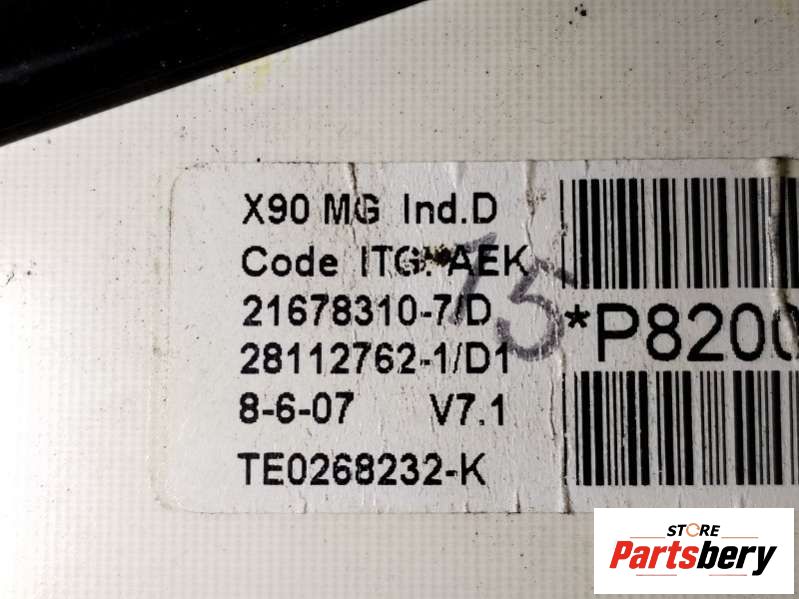 X90 MG Ind.D
Code ITG: AEK
21678310-7/D
28112762-1/D1
8-6-07 V7.1
TE0268232-K
15
*P8200
STORE
Partsbery